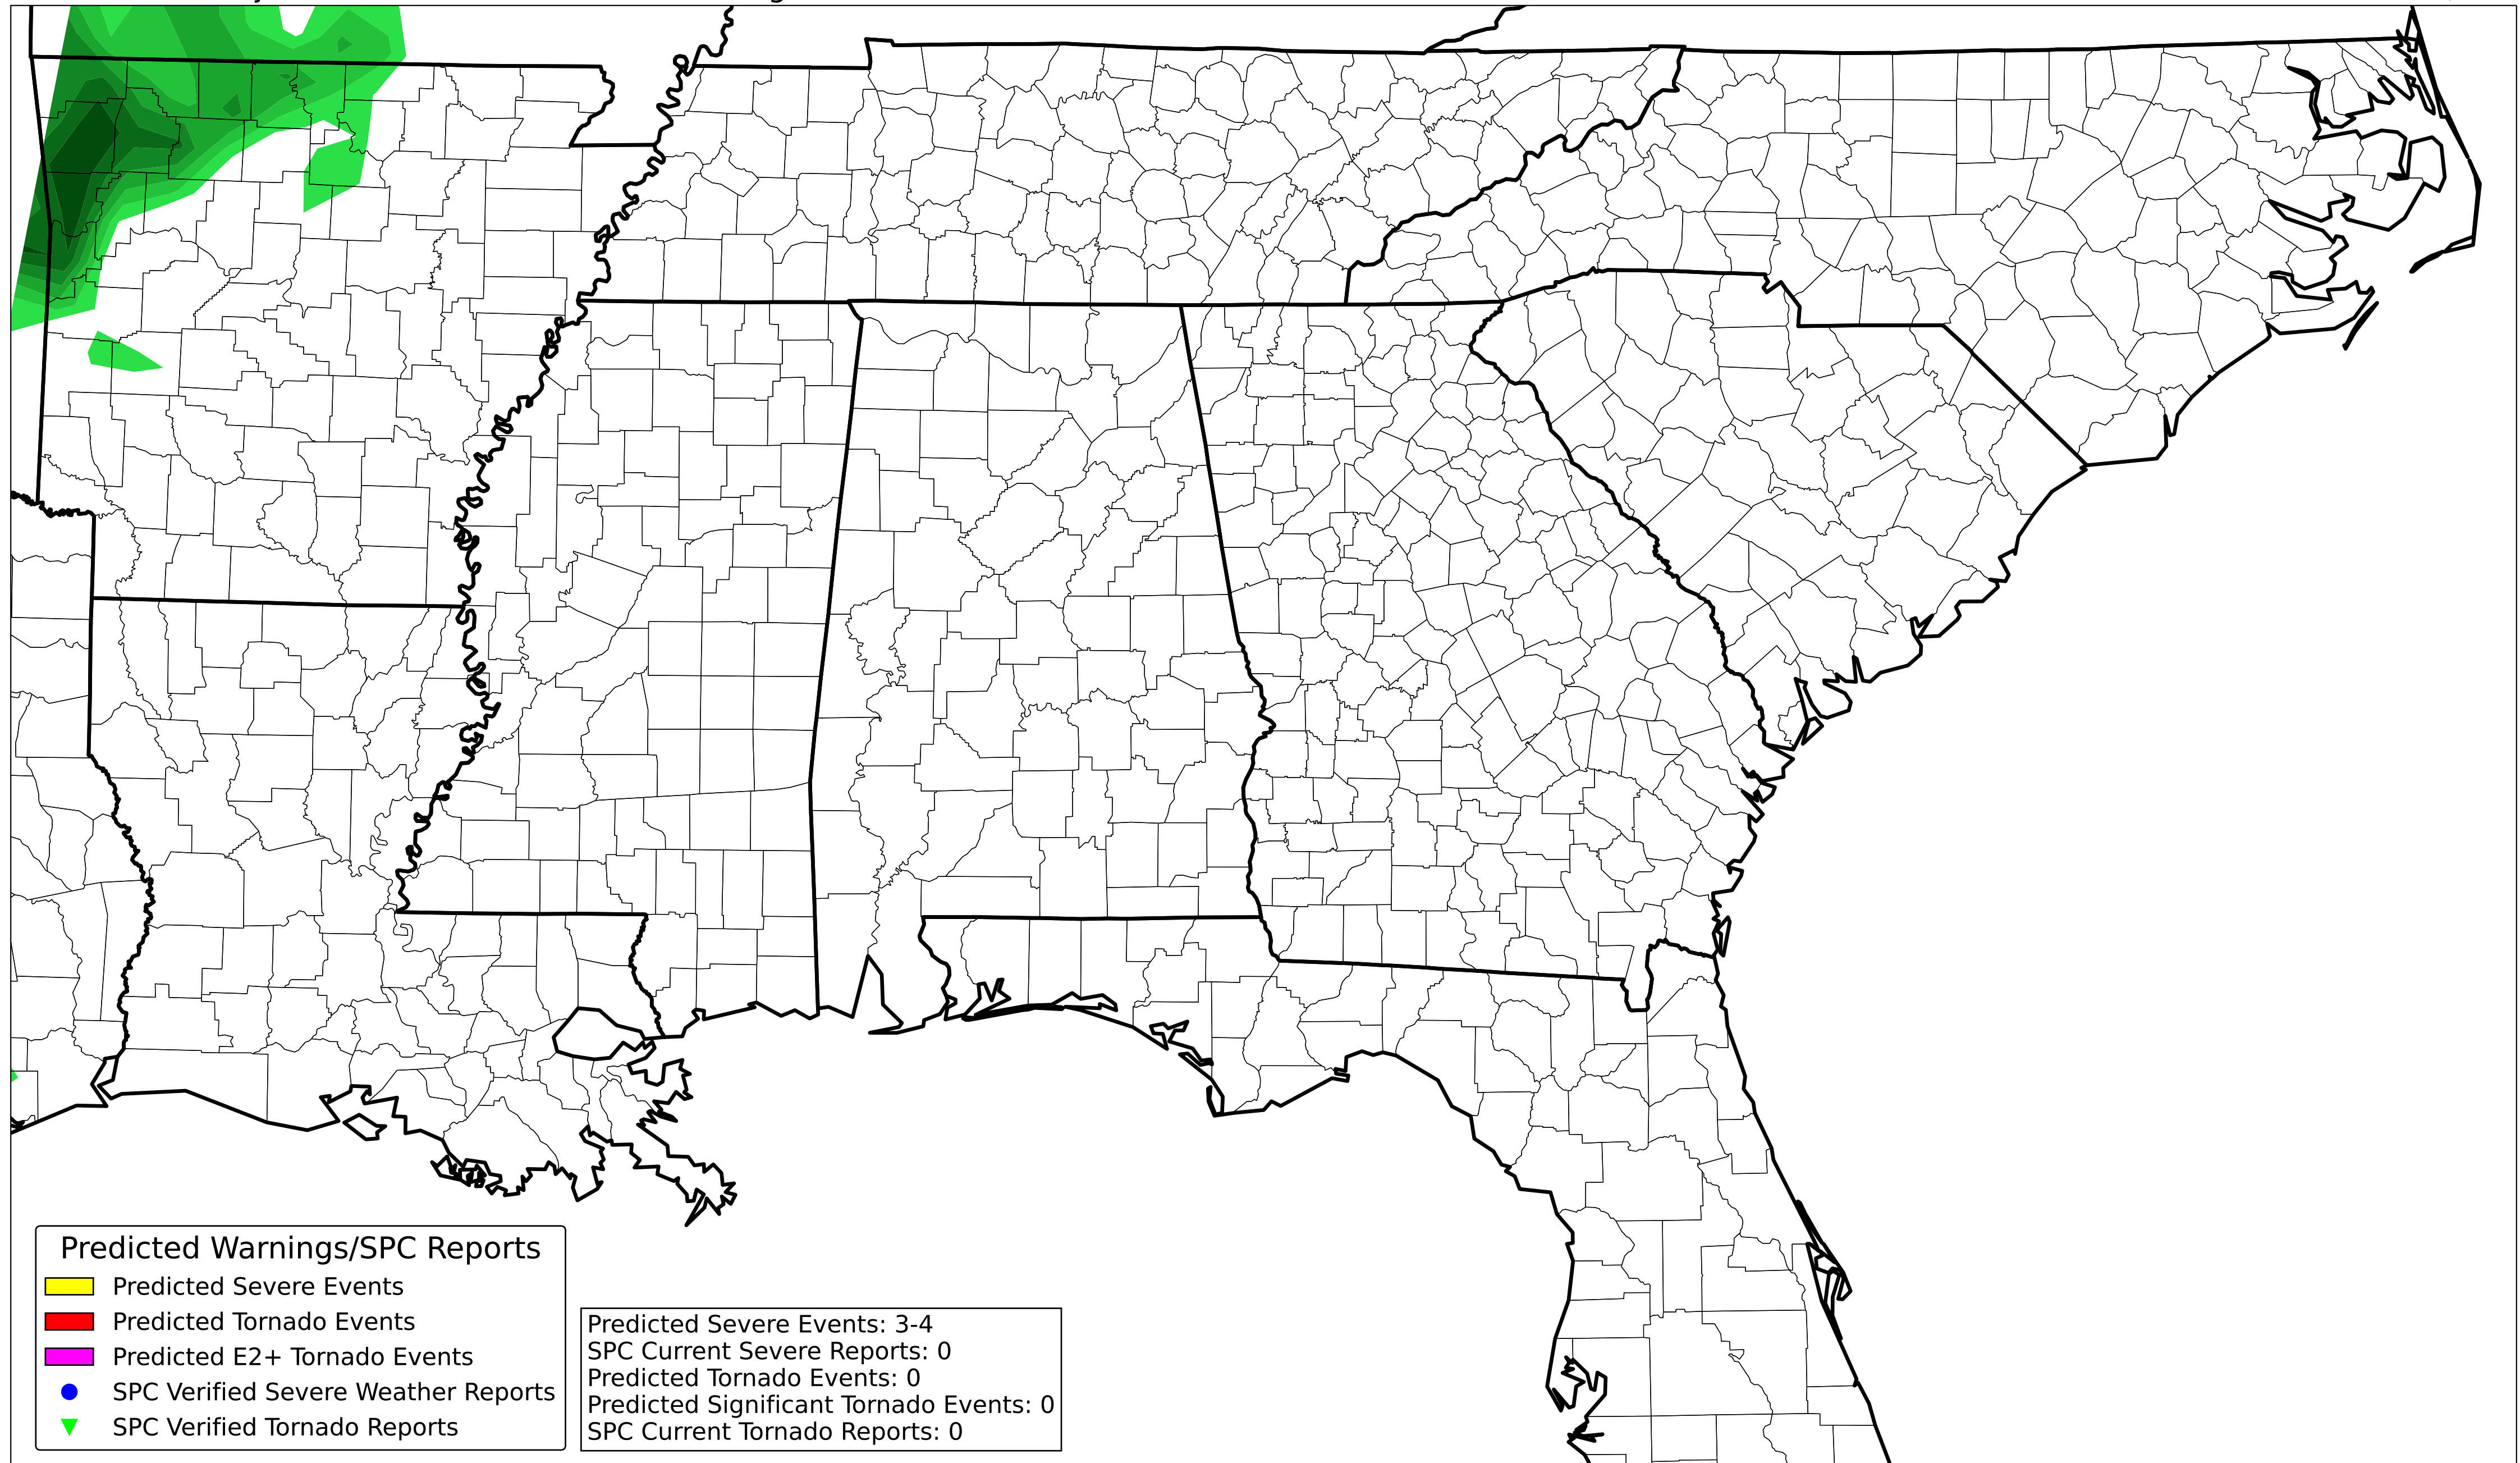 Predicted Warnings/SPC Reports
Predicted Severe Events
Predicted Tornado Events
Predicted E2+ Tornado Events
SPC Verified Severe Weather Reports
SPC Verified Tornado Reports
Predicted Severe Events: 3-4
SPC Current Severe Reports: 0
Predicted Tornado Events: 0
Predicted Significant Tornado Events: 0
SPC Current Tornado Reports: 0